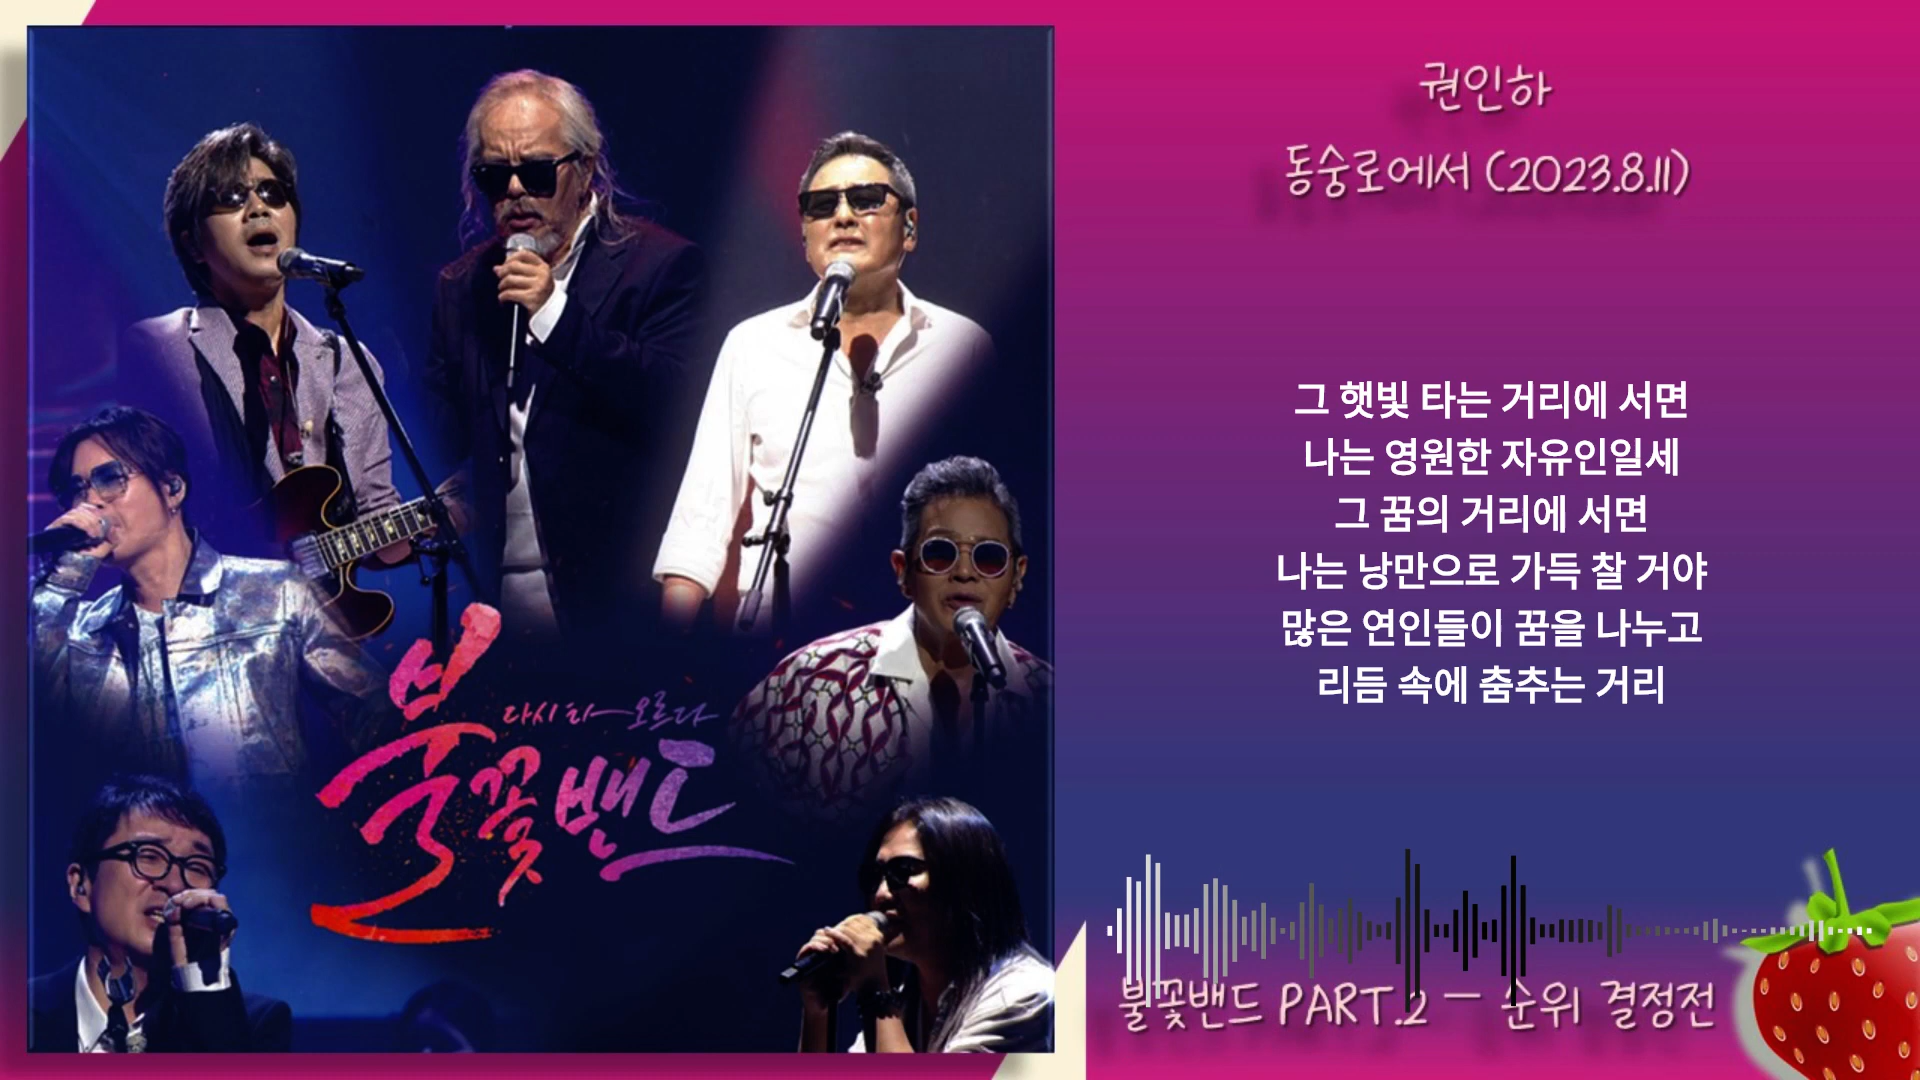 다시 타오르다
불꽃밴드
권인하
동숭로에서 (2023.8.11)
그 햇빛 타는 거리에 서면
나는 영원한 자유인일세
그 꿈의 거리에 서면
나는 낭만으로 가득 찰 거야
많은 연인들이 꿈을 나누고
리듬 속에 춤추는 거리
불꽃밴드 PART.2 - 순위 결정전